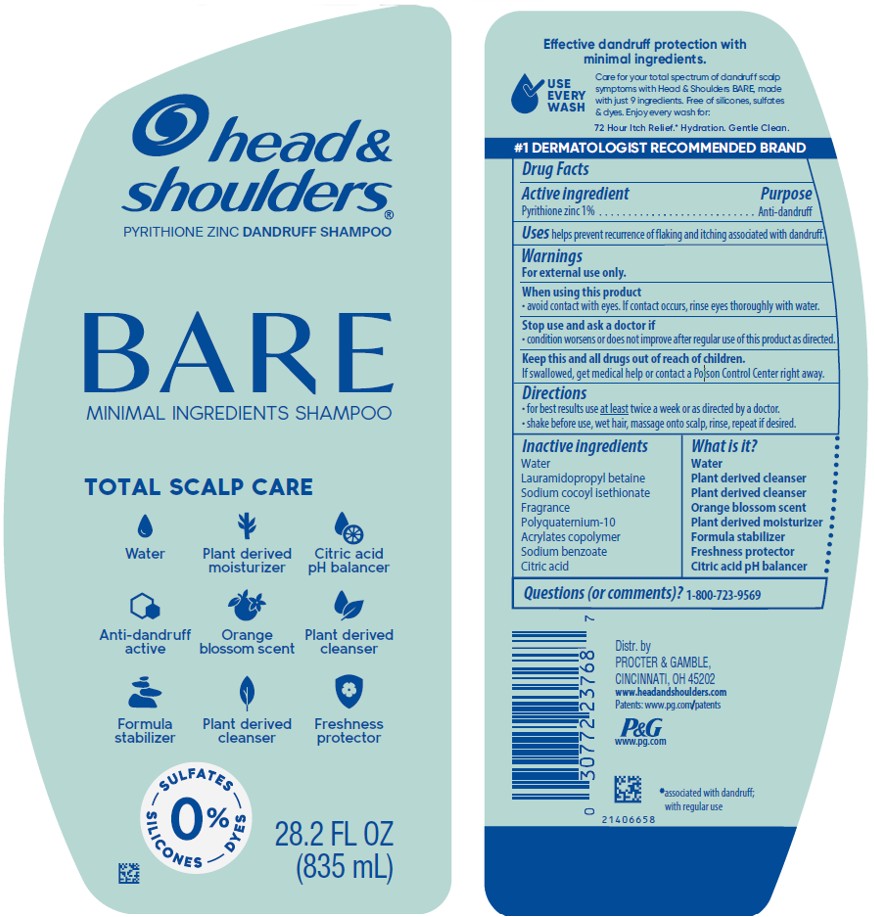 head &
shoulders®
PYRITHIONE ZINC DANDRUFF SHAMPOO
BARE
MINIMAL INGREDIENTS SHAMPOO
TOTAL SCALP CARE
Water
Plant derived
moisturizer
Citric acid
pH balancer
Anti-dandruff
active
Orange
blossom scent
Plant derived
cleanser
Formula
stabilizer
Plant derived
cleanser
Freshness
protector
SULFATES
SILICONES
DYES
0%
28.2 FL OZ
(835 mL)
Effective dandruff protection with
minimal ingredients.
USE
EVERY
WASH
Care for your total spectrum of dandruff scalp
symptoms with Head & Shoulders BARE, made
with just 9 ingredients. Free of silicones, sulfates
& dyes. Enjoy every wash for:
72 Hour Itch Relief.* Hydration. Gentle Clean.
#1 DERMATOLOGIST RECOMMENDED BRAND
Drug Facts
Active ingredient Purpose
Pyrithione zinc 1% . . . . . . . . . . . . . . . . . . . . . . . . . . . Anti-dandruff
Uses helps prevent recurrence of flaking and itching associated with dandruff.
Warnings
For external use only.
When using this product
• avoid contact with eyes. If contact occurs, rinse eyes thoroughly with water.
Stop use and ask a doctor if
• condition worsens or does not improve after regular use of this product as directed.
Keep this and all drugs out of reach of children.
If swallowed, get medical help or contact a Poison Control Center right away.
Directions
• for best results use at least twice a week or as directed by a doctor.
• shake before use, wet hair, massage onto scalp, rinse, repeat if desired.
Inactive ingredients What is it?
Water Water
Lauramidopropyl betaine Plant derived cleanser
Sodium cocoyl isethionate Plant derived cleanser
Fragrance Orange blossom scent
Polyquaternium-10 Plant derived moisturizer
Acrylates copolymer Formula stabilizer
Sodium benzoate Freshness protector
Citric acid Citric acid pH balancer
Questions (or comments)? 1-800-723-9569
0 30772 23768 7
Distr. by
PROCTER & GAMBLE,
CINCINNATI, OH 45202
www.headandshoulders.com
Patents: www.pg.com/patents
P&G
www.pg.com
*associated with dandruff;
with regular use
21406658